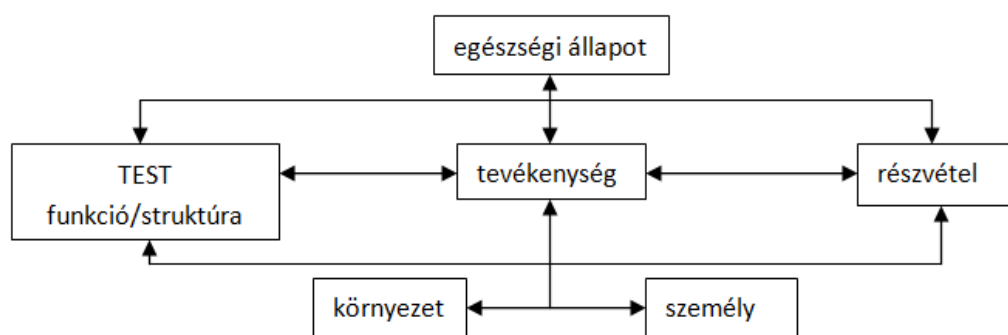 egészségi állapot
TEST
funkció/struktúra
tevékenység
részvétel
környezet
személy